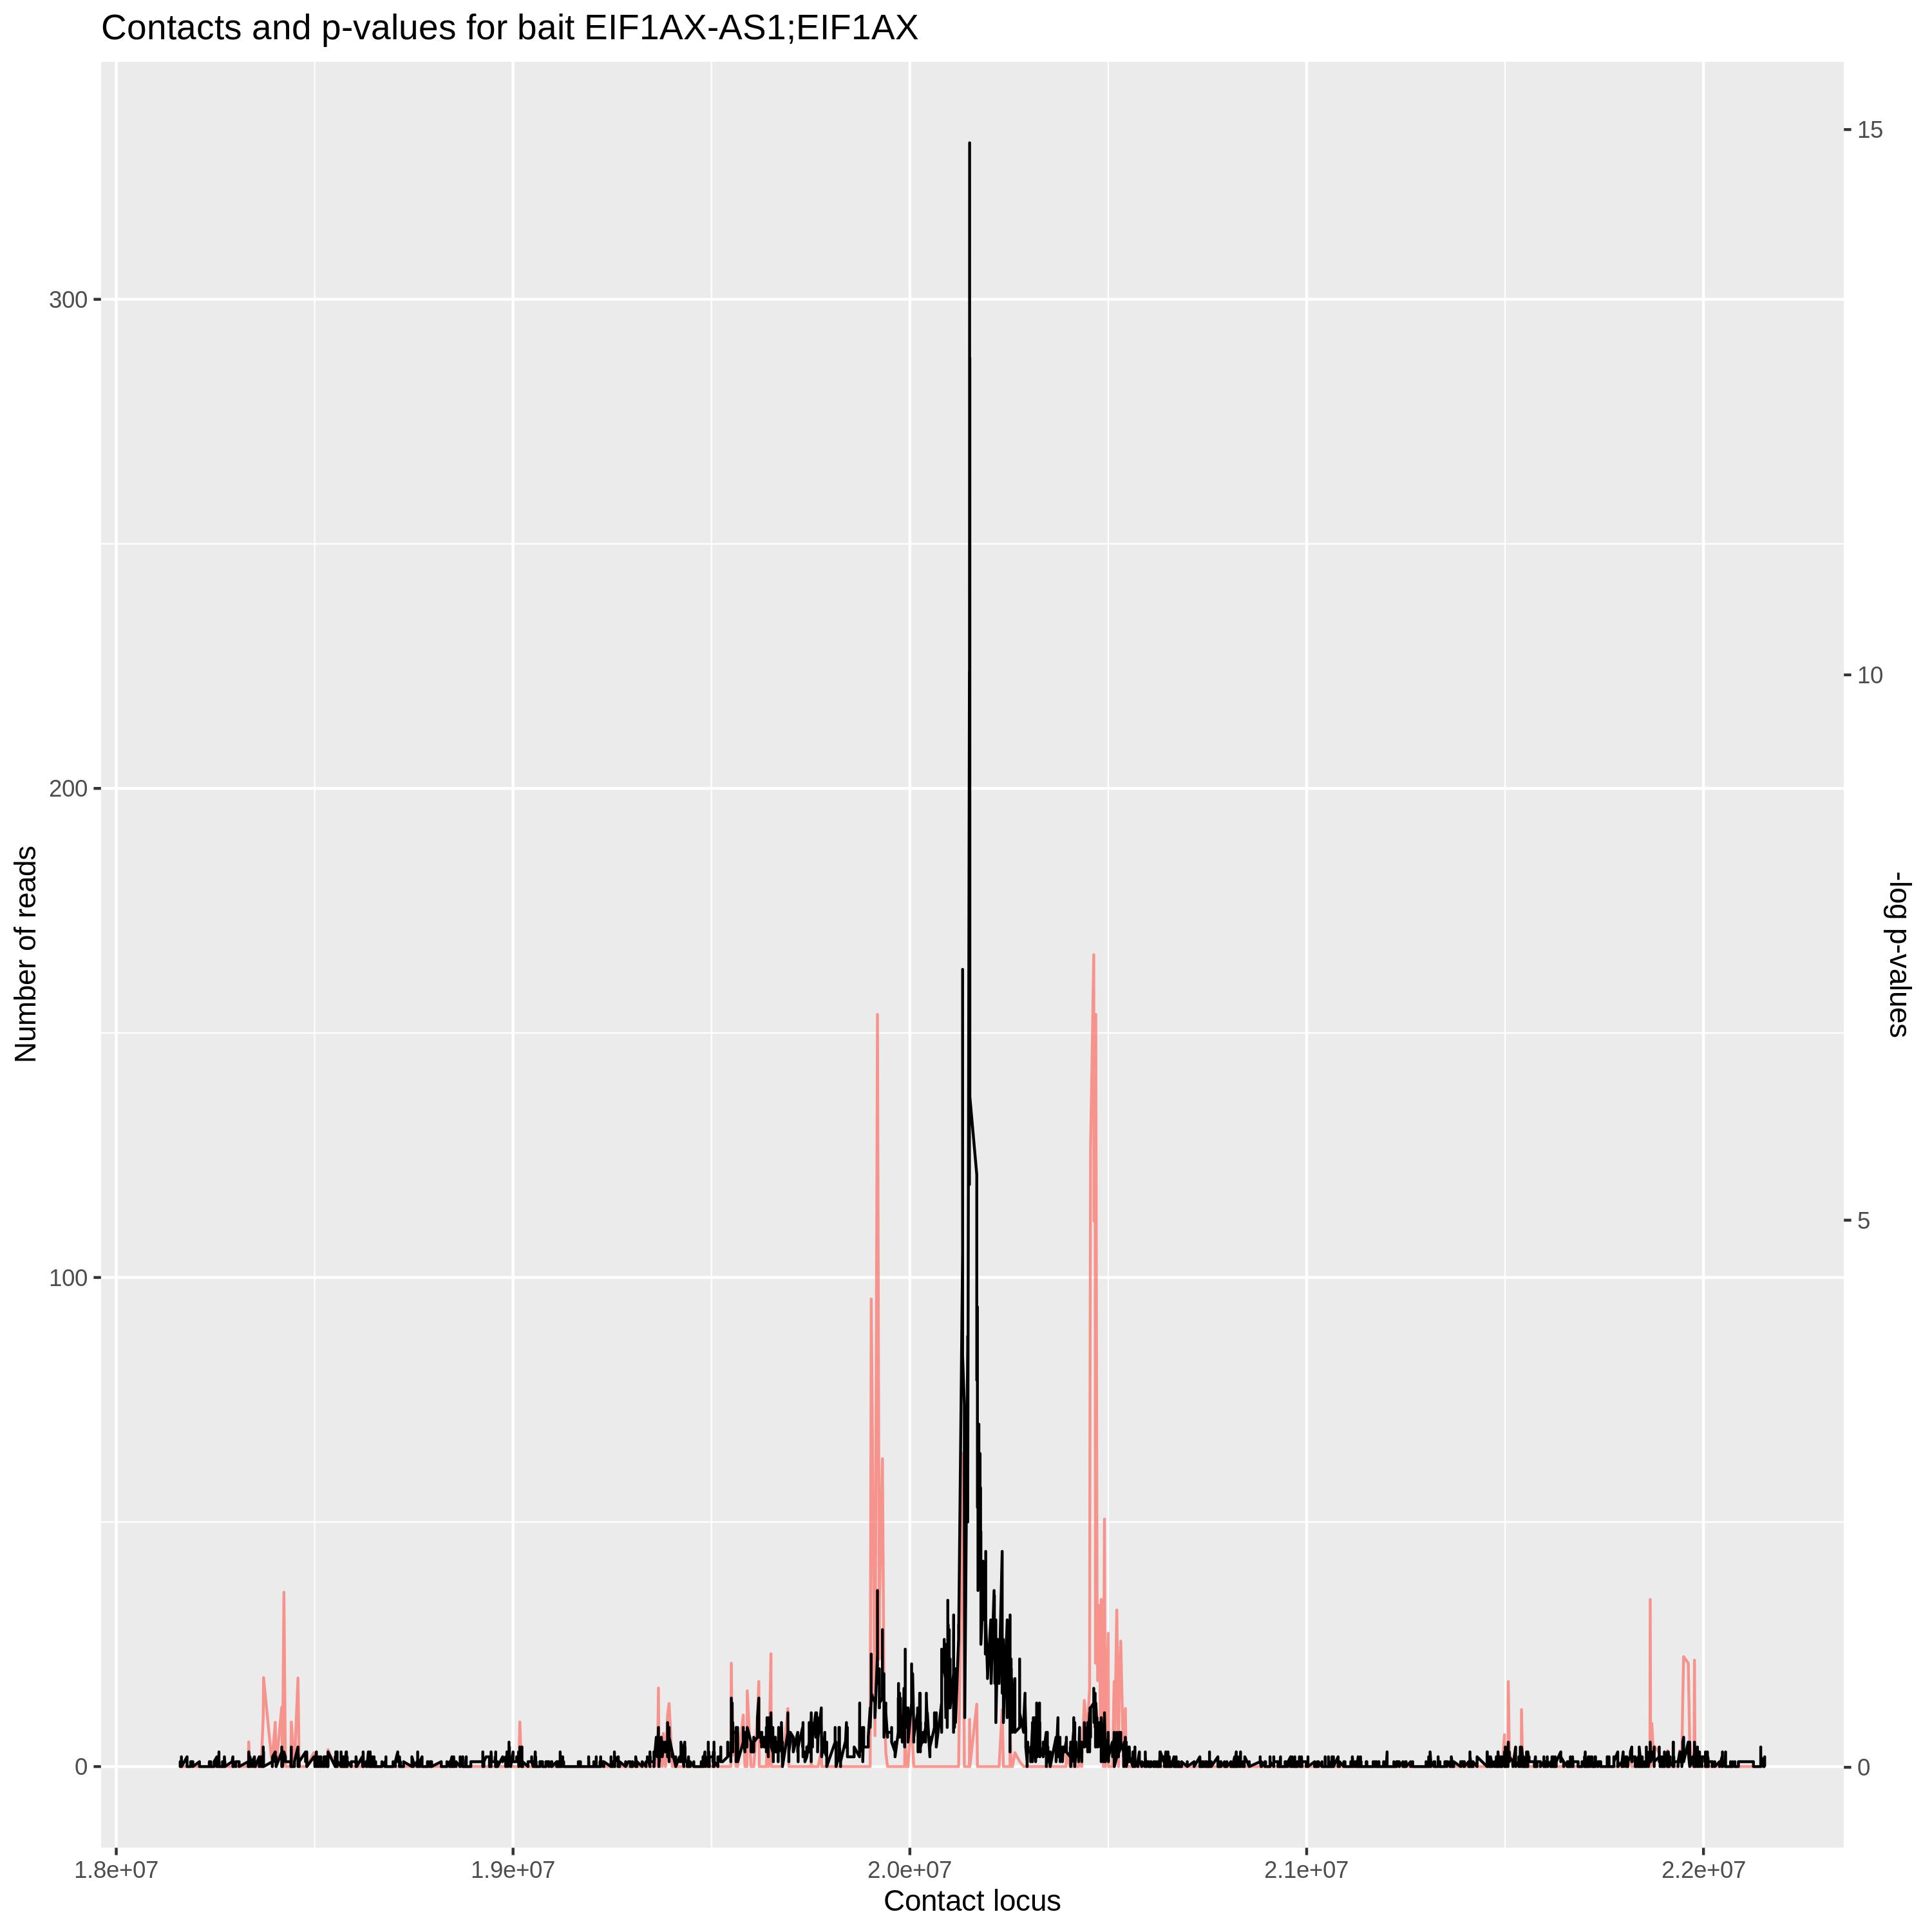 Contacts and p-values for bait EIF1AX-AS1;EIF1AX
15
300
10
200
Number of reads
-log p-values
5
100
0
0
1.8e+07
1.9e+07
2.0e+07
2.1e+07
2.2e+07
Contact locus